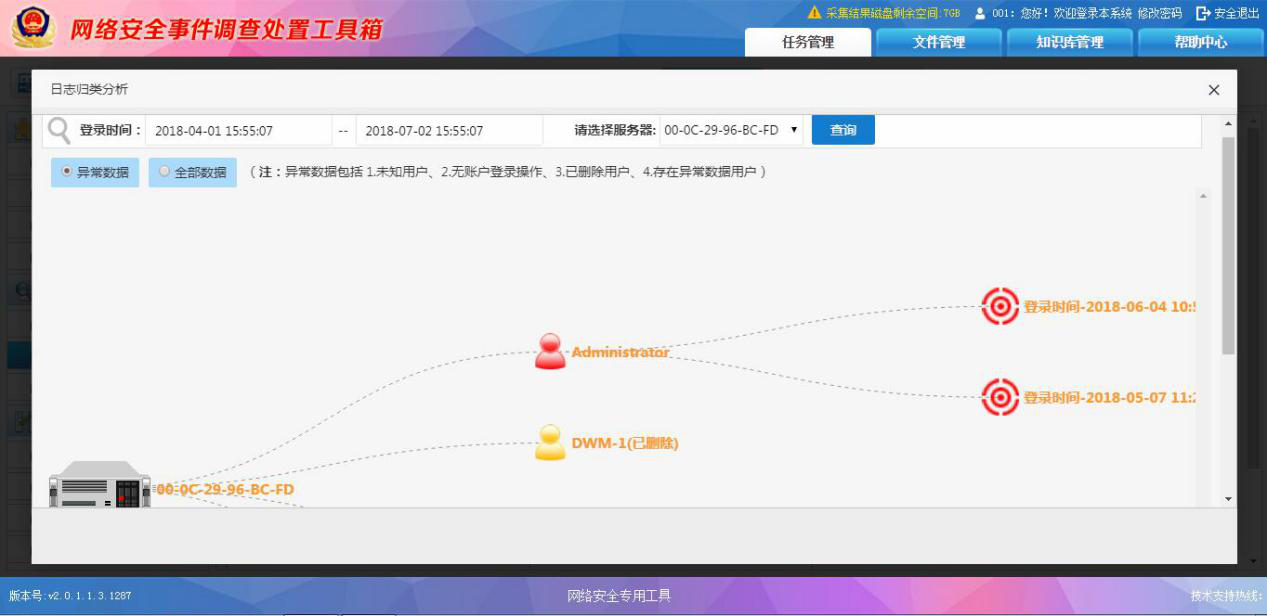 采集结果磁盘剩余空间:7GB 001: 您好! 欢迎登录本系统 修改密码 安全退出
网络安全事件调查处置工具箱
任务管理 文件管理 知识库管理 帮助中心
日志归类分析
登录时间: 2018-04-01 15:55:07 -- 2018-07-02 15:55:07 请选择服务器: 00-0C-29-96-BC-FD 查询
异常数据 全部数据 (注:异常数据包括 1.未知用户、2.无账户登录操作、3.已删除用户、4.存在异常数据用户)
登录时间-2018-06-04 10:
Administrator
登录时间-2018-05-07 11:
DWM-1(已删除)
00-0C-29-96-BC-FD
版本号:v2.0.1.1.3.1287 网络安全专用工具 技术支持热线: